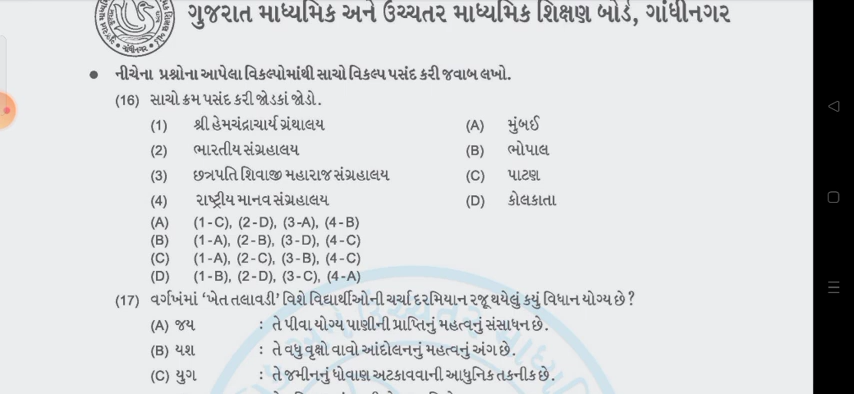 ગુજરાત માધ્યમિક અને ઉચ્ચતર માધ્યમિક શિક્ષણ બોર્ડ, ગાંધીનગર
● નીચેના પ્રશ્નોના આપેલા વિકલ્પોમાંથી સાચો વિકલ્પ પસંદ કરી જવાબ લખો.
(16) સાચો ક્રમ પસંદ કરી જોડકાં જોડો.
(1) શ્રી હેમચંદ્રાચાર્ય ગ્રંથાલય (A) મુંબઈ
(2) ભારતીય સંગ્રહાલય (B) ભોપાલ
(3) છત્રપતિ શિવાજી મહારાજ સંગ્રહાલય (C) પાટણ
(4) રાષ્ટ્રીય માનવ સંગ્રહાલય (D) કોલકાતા
(A) (1-C), (2-D), (3-A), (4-B)
(B) (1-A), (2-B), (3-D), (4-C)
(C) (1-A), (2-C), (3-B), (4-C)
(D) (1-B), (2-D), (3-C), (4-A)
(17) વર્ગખંમાં ‘ખેત તલાવડી’ વિશે વિદ્યાર્થીઓની ચર્ચા દરમિયાન રજૂ થયેલું કયું વિધાન યોગ્ય છે?
(A) જય : તે પીવા યોગ્ય પાણીની પ્રાપ્તિનું મહત્વનું સંસાધન છે.
(B) યશ : તે વધુ વૃક્ષો વાવો આંદોલનનું મહત્વનું અંગ છે.
(C) યુગ : તે જમીનનું ધોવાણ અટકાવવાની આધુનિક તકનીક છે.